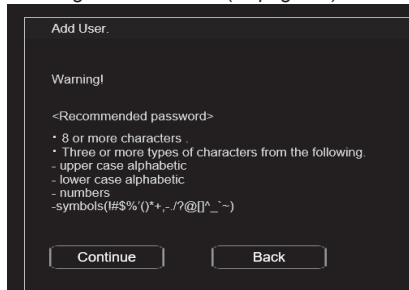 Add User.
Warning!
<Recommended password>
・8 or more characters .
・Three or more types of characters from the following.
- upper case alphabetic
- lower case alphabetic
- numbers
-symbols(!#$%'()*+,-./?@[]^_`~)
Continue
Back